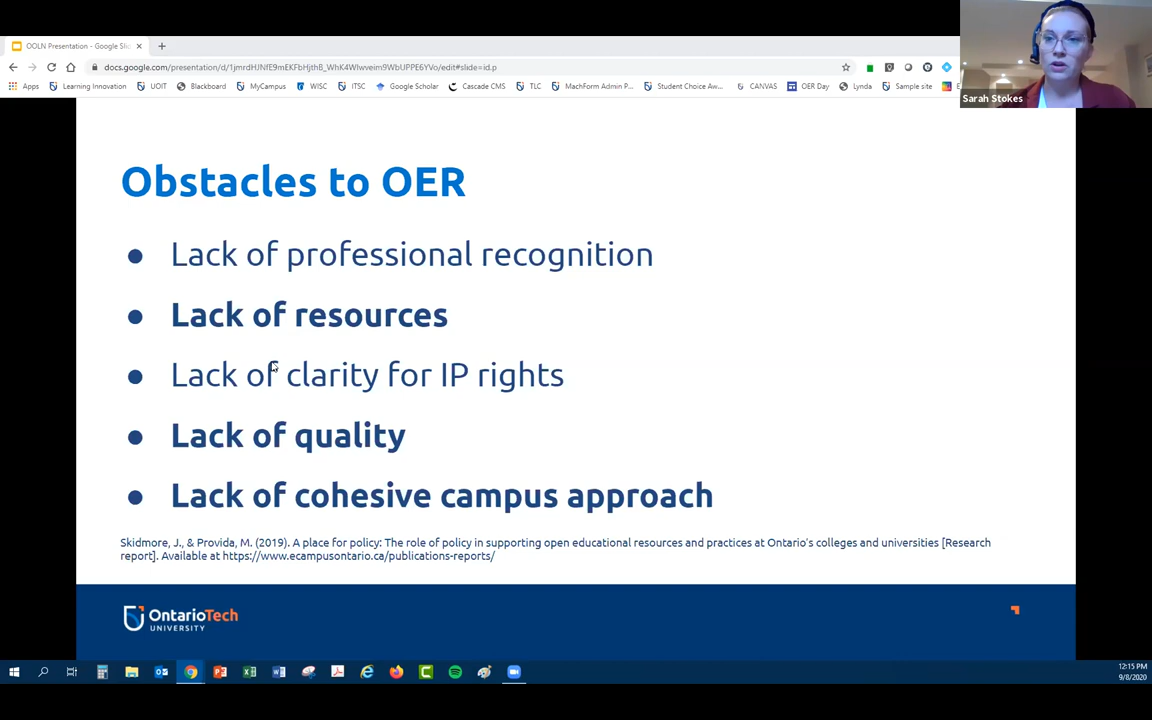 OOLN Presentation - Google Slid
docs.google.com/presentation/d/1jmrdHJNfE9mEKFbHjthB_WhK4Wlwveim9WbUPPE6YVo/edit#slide=id.p
Apps Learning Innovation UOIT Blackboard MyCampus WISC ITSC Google Scholar Cascade CMS TLC MachForm Admin P... Student Choice Aw... CANVAS OER Day Lynda Sample site
Sarah Stokes
Obstacles to OER
● Lack of professional recognition
● Lack of resources
● Lack of clarity for IP rights
● Lack of quality
● Lack of cohesive campus approach
Skidmore, J., & Provida, M. (2019). A place for policy: The role of policy in supporting open educational resources and practices at Ontario's colleges and universities [Research
report]. Available at https://www.ecampusontario.ca/publications-reports/
OntarioTech
UNIVERSITY
12:15 PM
9/8/2020